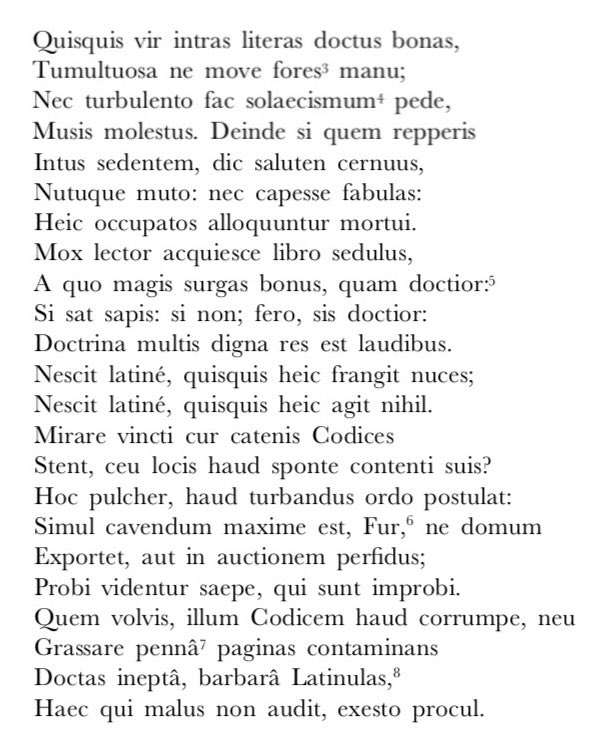 Quisquis vir intras literas doctus bonas,
Tumultuosa ne move fores³ manu;
Nec turbulento fac solaecismum⁴ pede,
Musis molestus. Deinde si quem repperis
Intus sedentem, dic saluten cernuus,
Nutuque muto: nec capesse fabulas:
Heic occupatos alloquuntur mortui.
Mox lector acquiesce libro sedulus,
A quo magis surgas bonus, quam doctior:⁵
Si sat sapis: si non; fero, sis doctior:
Doctrina multis digna res est laudibus.
Nescit latiné, quisquis heic frangit nuces;
Nescit latiné, quisquis heic agit nihil.
Mirare vincti cur catenis Codices
Stent, ceu locis haud sponte contenti suis?
Hoc pulcher, haud turbandus ordo postulat:
Simul cavendum maxime est, Fur,⁶ ne domum
Exportet, aut in auctionem perfidus;
Probi videntur saepe, qui sunt improbi.
Quem volvis, illum Codicem haud corrumpe, neu
Grassare pennâ⁷ paginas contaminans
Doctas ineptâ, barbarâ Latinulas,⁸
Haec qui malus non audit, exesto procul.